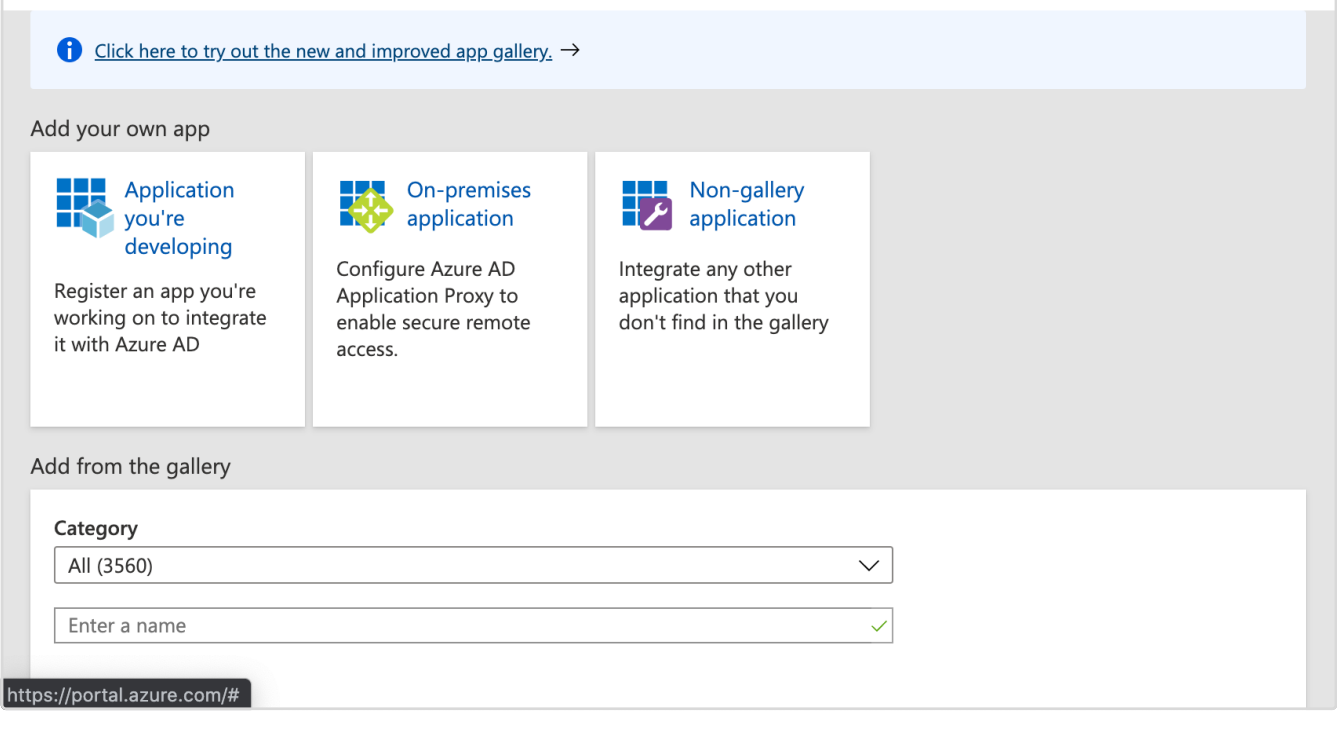 Click here to try out the new and improved app gallery. →
Add your own app
Application
you're
developing
Register an app you're
working on to integrate
it with Azure AD
On-premises
application
Configure Azure AD
Application Proxy to
enable secure remote
access.
Non-gallery
application
Integrate any other
application that you
don't find in the gallery
Add from the gallery
Category
All (3560)
Enter a name
https://portal.azure.com/#